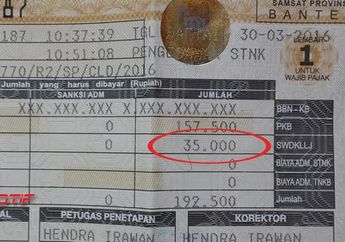 SAMSAT PROVINSI
BANTEN
187 10:37:39 TGL 30-03-2016
10:51:08 PENGESAHAN STNK
LEMBAR
1
UNTUK
WAJIB PAJAK
770/R2/SP/CLD/2016
Jumlah yang harus dibayar (Rupiah)
SANKSI ADM JUMLAH
XXX.XXX.XXX X.XXX.XXX.XXX BBN - KB
0 157.500 PKB
0 35.000 SWDKLLJ
0 BIAYA ADM. STNK
0 BIAYA ADM. TNKB
0 192.500 Jumlah
OTIF
PETUGAS PENETAPAN KOREKTOR
HENDRA IRAWAN HENDRA IRAWAN